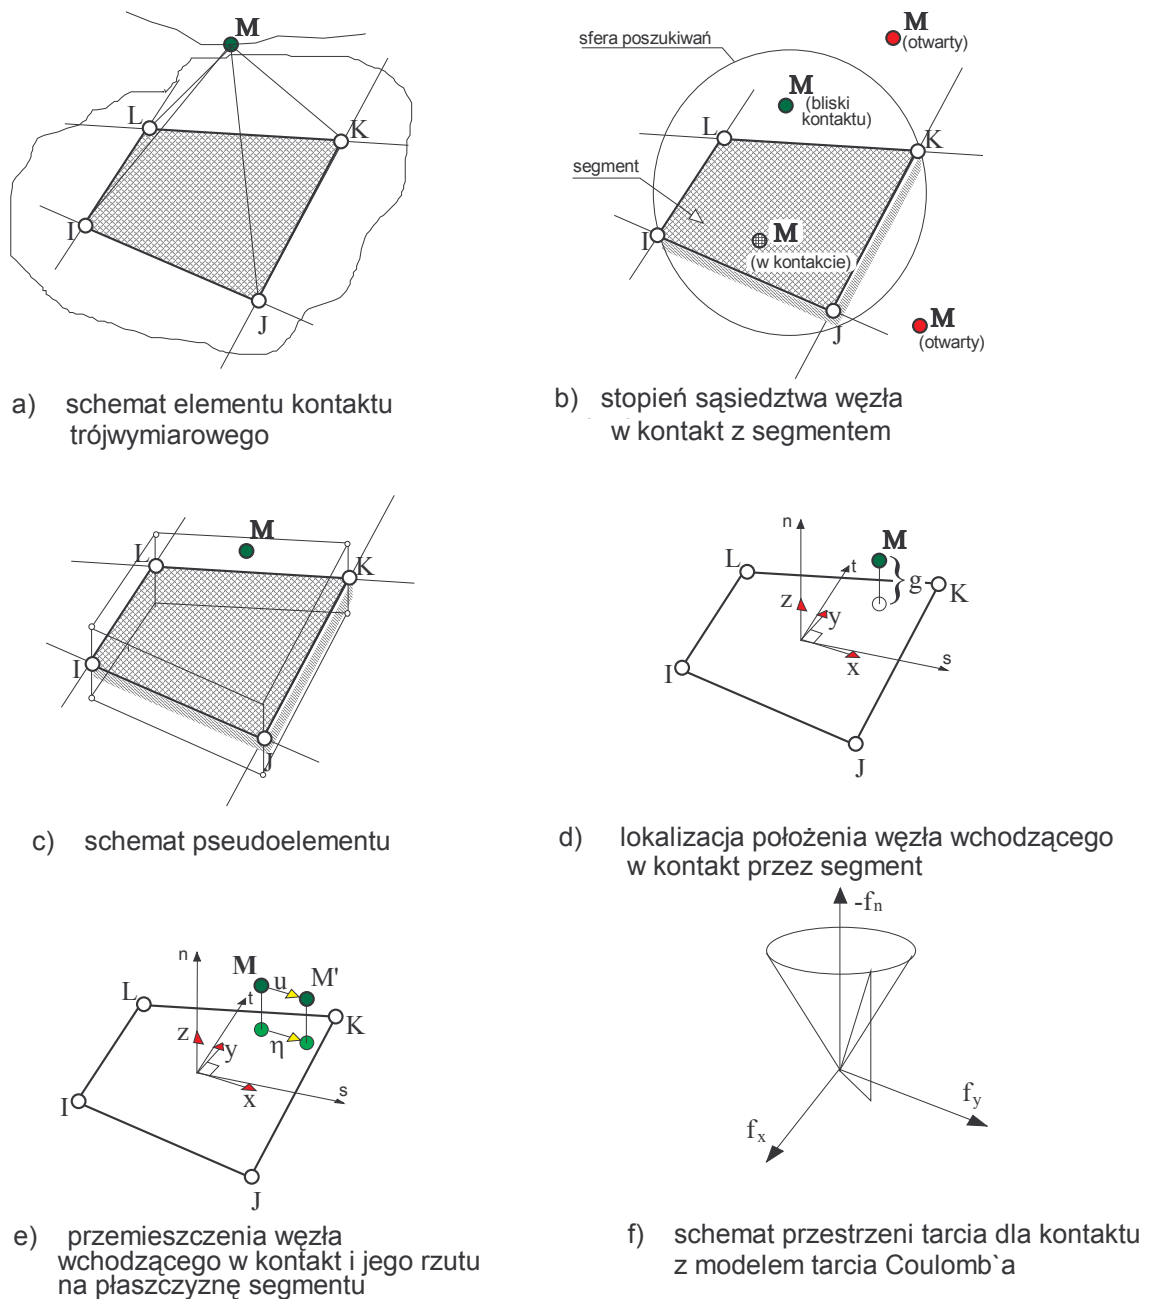 M
L
K
I
J
a) schemat elementu kontaktu
trójwymiarowego
sfera poszukiwań
M
(otwarty)
M
(bliski
kontaktu)
L
K
segment
I
M
(w kontakcie)
J
M
(otwarty)
b) stopień sąsiedztwa węzła
w kontakt z segmentem
M
L
K
I
J
c) schemat pseudoelementu
n
M
L
t
g
K
z
y
x
s
I
J
d) lokalizacja położenia węzła wchodzącego
w kontakt przez segment
n
M
u
M'
L
t
K
z
y
η
x
s
I
J
e) przemieszczenia węzła
wchodzącego w kontakt i jego rzutu
na płaszczyznę segmentu
-fn
fy
fx
f) schemat przestrzeni tarcia dla kontaktu
z modelem tarcia Coulomb`a